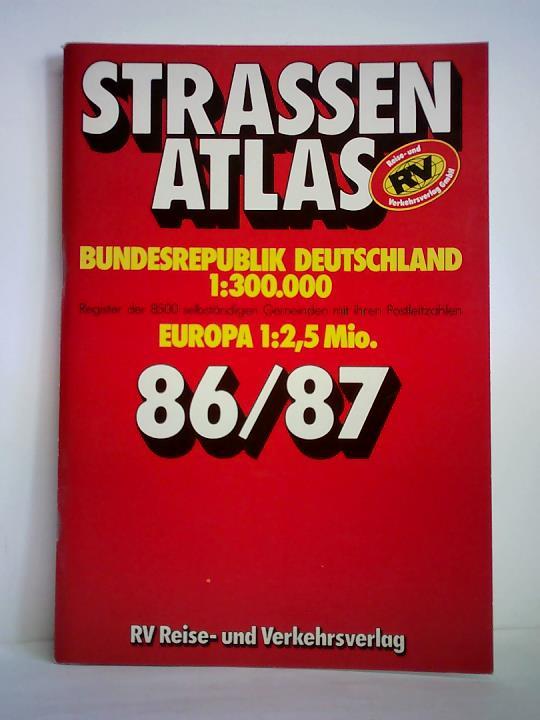 STRASSEN
ATLAS
Reise- und
RV
Verkehrsverlag GmbH
BUNDESREPUBLIK DEUTSCHLAND
1:300.000
Register der 8500 selbständigen Gemeinden mit ihren Postleitzahlen
EUROPA 1:2,5 Mio.
86/87
RV Reise- und Verkehrsverlag